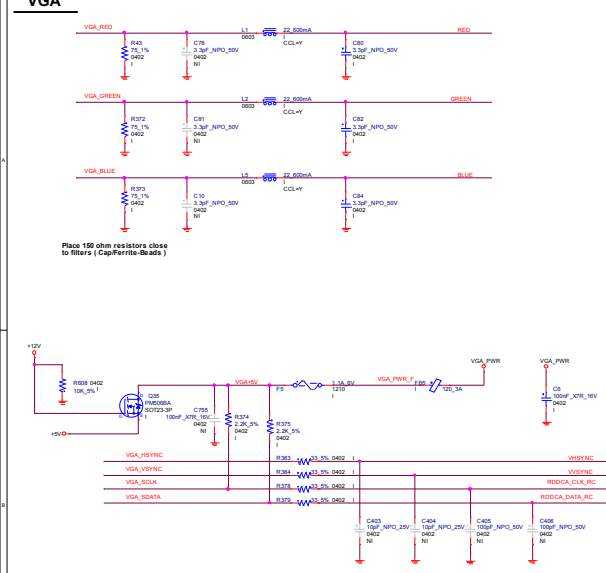 VGA
VGA_RED
L1
22_600mA
RED
0603
I
CCL=Y
R43
75_1%
0402
I
C78
3.3pF_NPO_50V
0402
NI
C80
3.3pF_NPO_50V
0402
I
VGA_GREEN
L2
22_600mA
GREEN
0603
I
CCL=Y
R372
75_1%
0402
I
C81
3.3pF_NPO_50V
0402
NI
C82
3.3pF_NPO_50V
0402
I
VGA_BLUE
L5
22_600mA
BLUE
0603
I
CCL=Y
R373
75_1%
0402
I
C10
3.3pF_NPO_50V
0402
NI
C84
3.3pF_NPO_50V
0402
I
A
Place 150 ohm resistors close
to filters ( Cap/Ferrite-Beads )
+12V
R608 0402
10K_5% I
Q35
PM506BA
SOT23-3P
I
D
G
S
+5V
C755
100nF_X7R_16V
0402
NI
VGA+5V
R374
2.2K_5%
0402
I
R375
2.2K_5%
0402
I
F5
1.1A_6V
1210
I
VGA_PWR_F
FB5
120_3A
VGA_PWR
VGA_PWR
C6
100nF_X7R_16V
0402
I
VGA_HSYNC
R383
33_5% 0402 I
VHSYNC
VGA_VSYNC
R384
33_5% 0402 I
VVSYNC
VGA_SCLK
R378
33_5% 0402 I
RDDCA_CLK_RC
VGA_SDATA
R379
33_5% 0402 I
RDDCA_DATA_RC
B
C403
10pF_NPO_25V
0402
NI
C404
10pF_NPO_25V
0402
NI
C405
100pF_NPO_50V
0402
NI
C406
100pF_NPO_50V
0402
NI